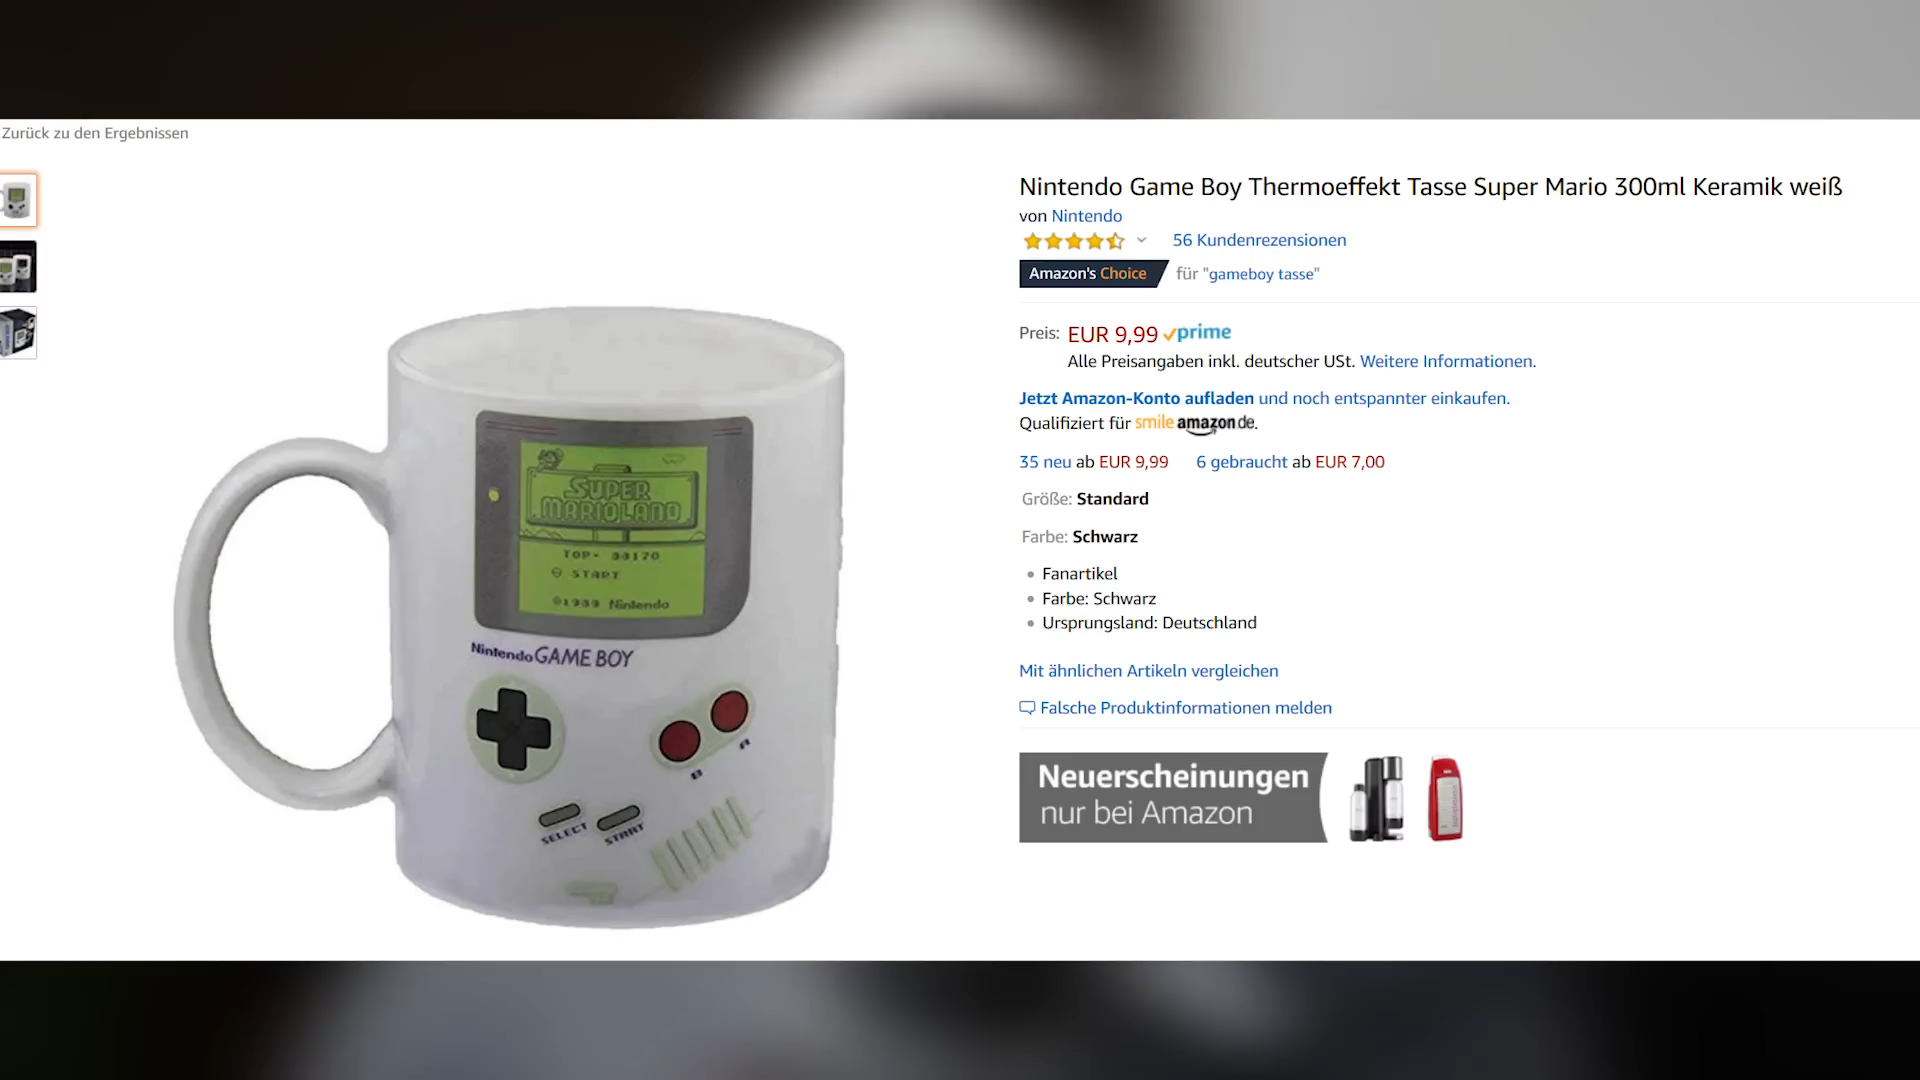 Zurück zu den Ergebnissen
Nintendo Game Boy Thermoeffekt Tasse Super Mario 300ml Keramik weiß
von Nintendo
56 Kundenrezensionen
Amazon's Choice für "gameboy tasse"
Preis: EUR 9,99 prime
Alle Preisangaben inkl. deutscher USt. Weitere Informationen.
Jetzt Amazon-Konto aufladen und noch entspannter einkaufen.
Qualifiziert für smile amazon.de.
35 neu ab EUR 9,99 6 gebraucht ab EUR 7,00
Größe: Standard
Farbe: Schwarz
Fanartikel
Farbe: Schwarz
Ursprungsland: Deutschland
Mit ähnlichen Artikeln vergleichen
Falsche Produktinformationen melden
Neuerscheinungen
nur bei Amazon
SUPER
MARIOLAND
TOP- 34170
START
©1989 Nintendo
Nintendo GAME BOY
B A
SELECT START